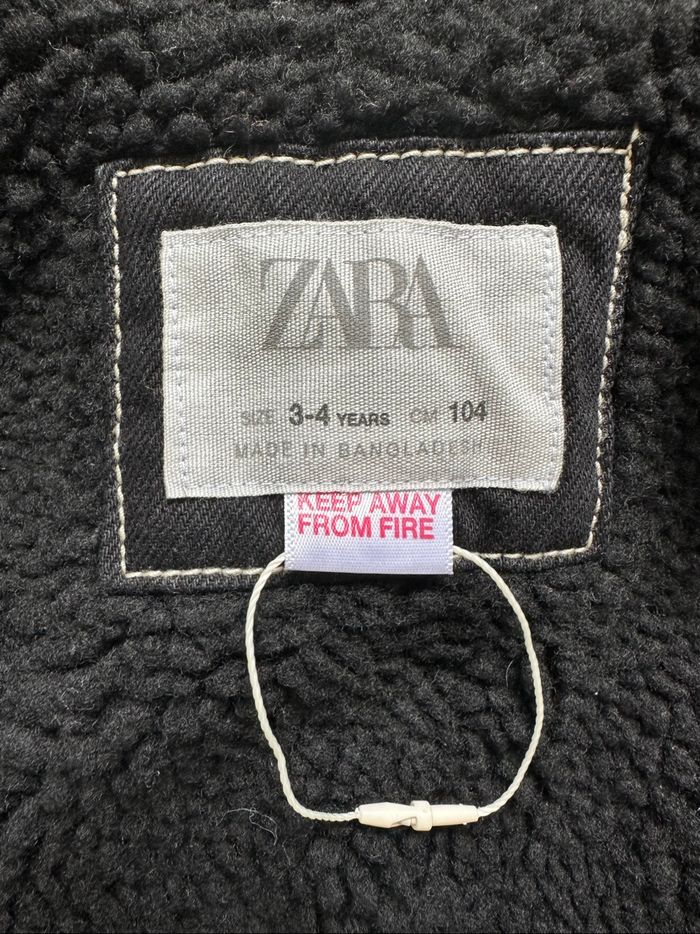 ZARA
SIZE 3-4 YEARS CM 104
MADE IN BANGLADESH
KEEP AWAY
FROM FIRE